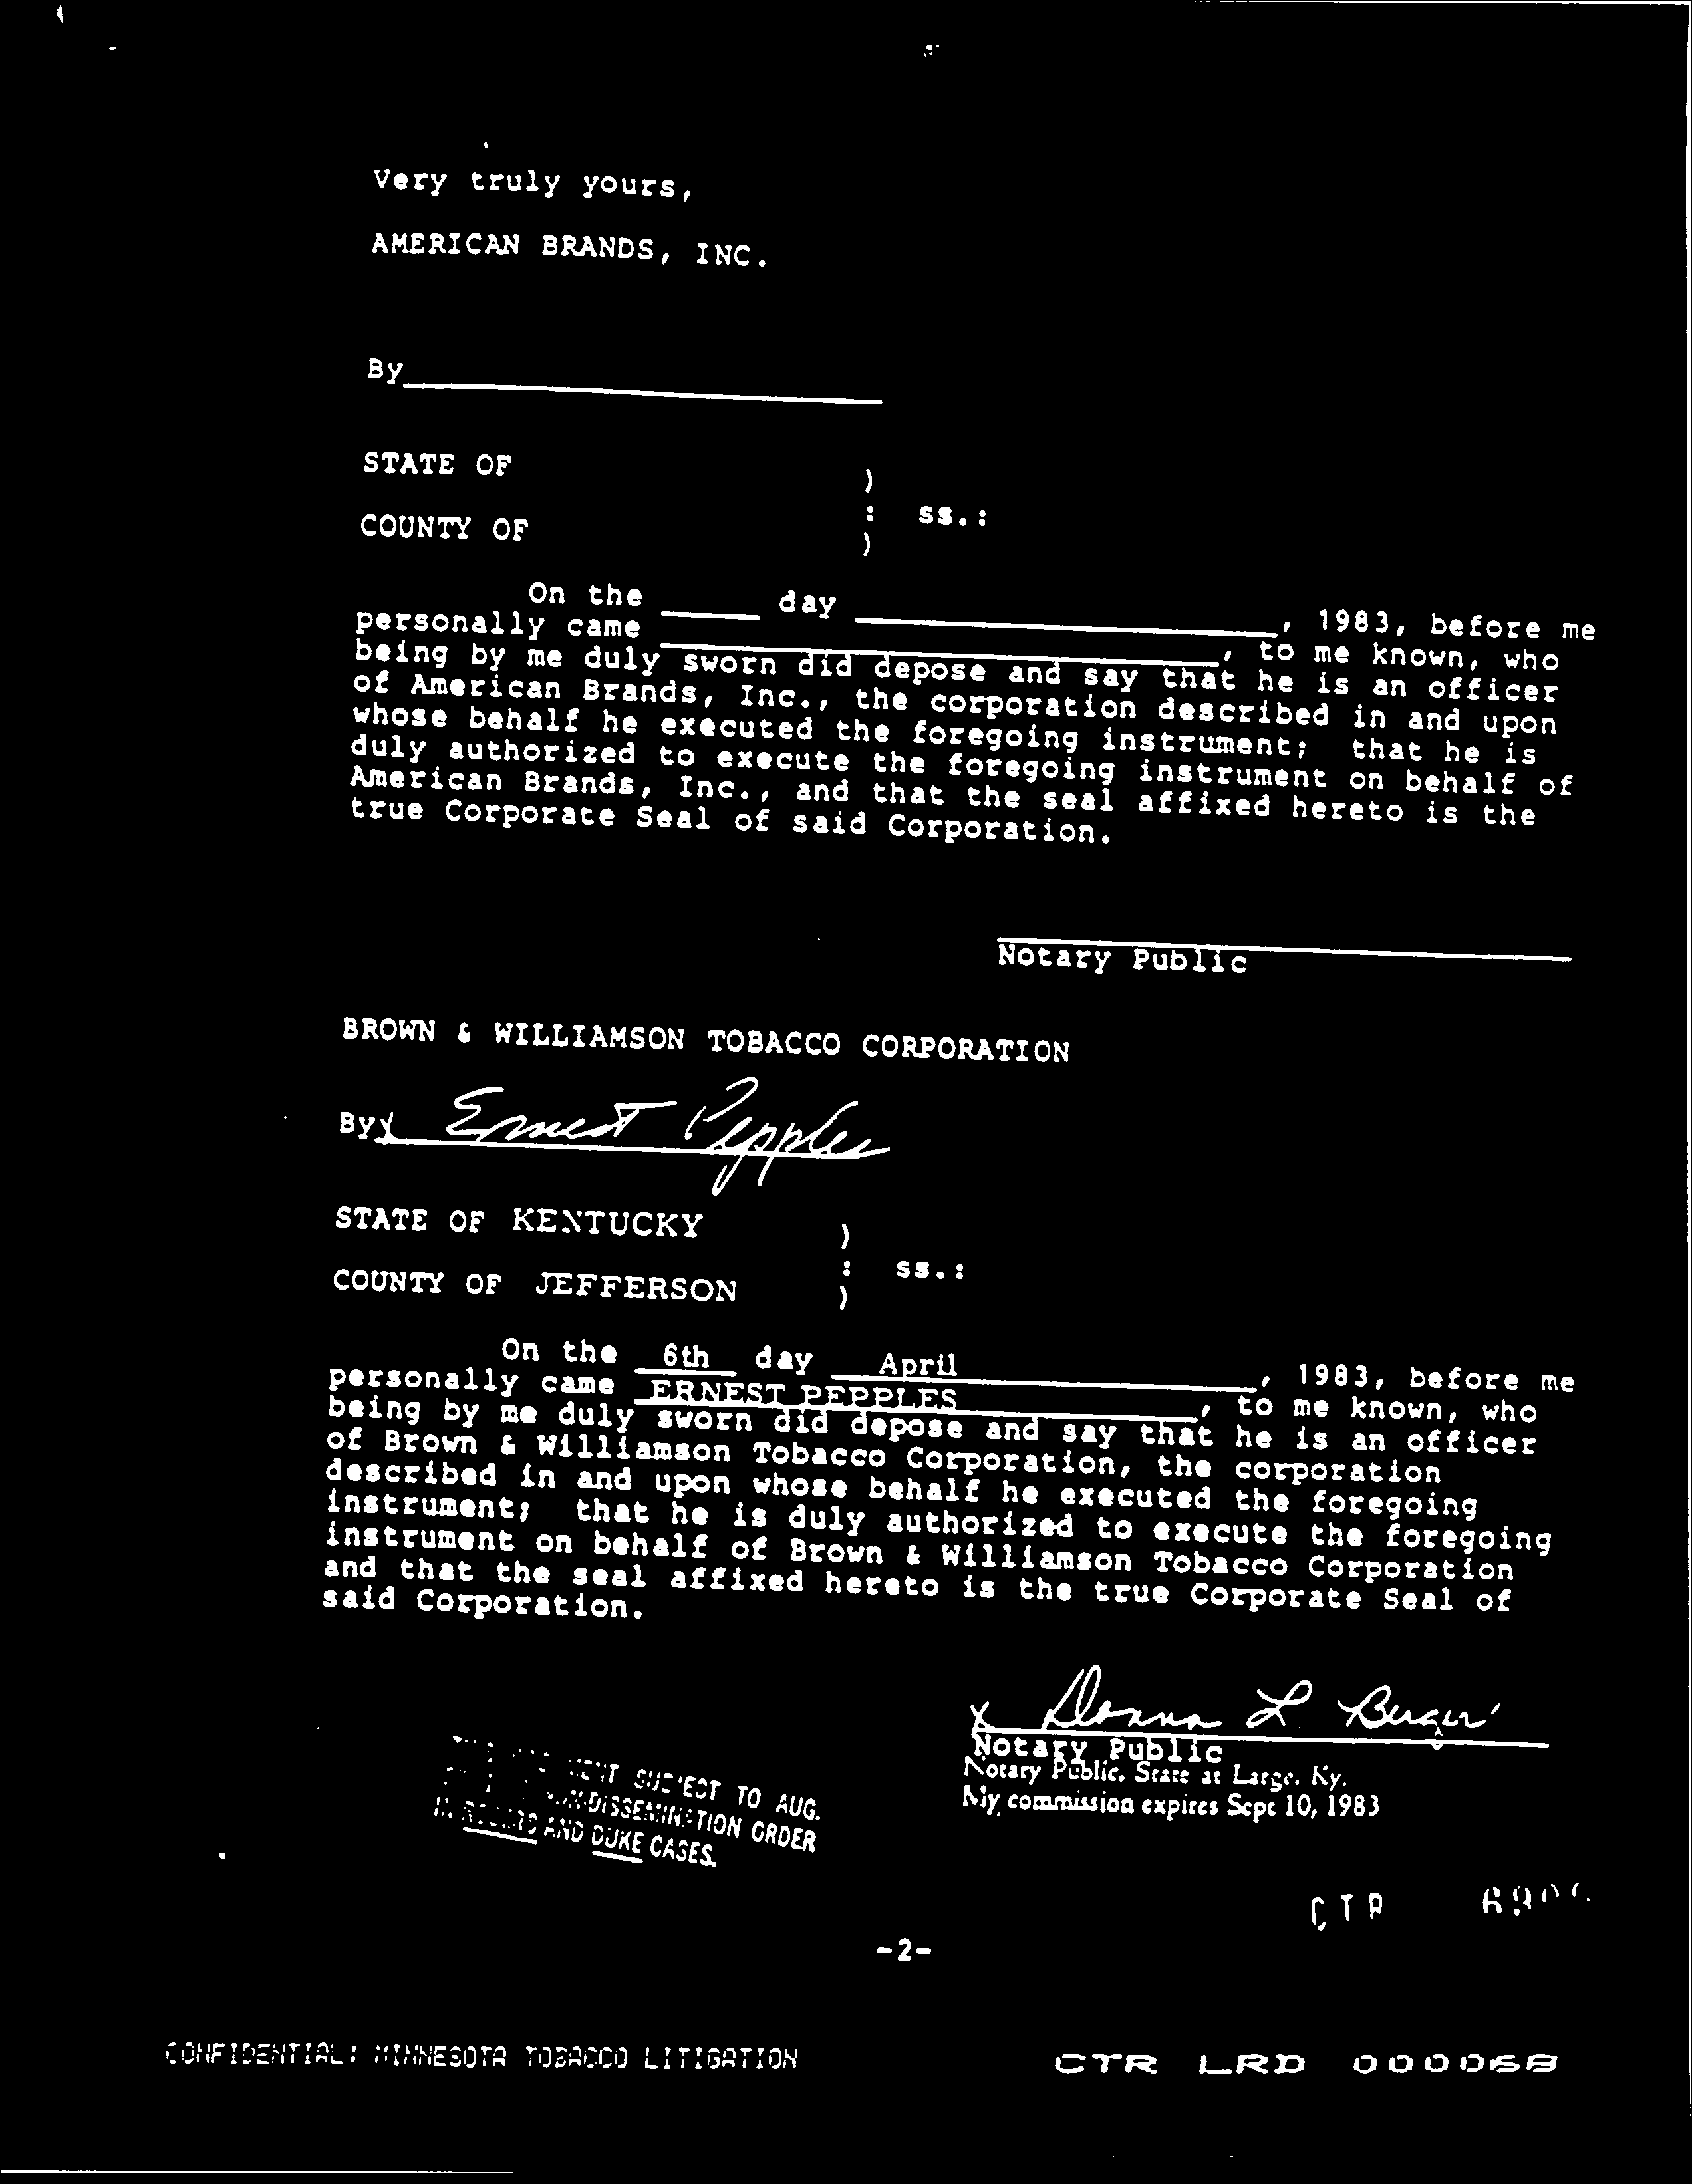 Very truly yours,
AMERICAN BRANDS, INC.
By
STATE OF )
: ss.:
COUNTY OF )
On the day , 1983, before me
personally came , to me known, who
being by me duly sworn did depose and say that he is an officer
of American Brands, Inc., the corporation described in and upon
whose behalf he executed the foregoing instrument; that he is
duly authorized to execute the foregoing instrument on behalf of
American Brands, Inc., and that the seal affixed hereto is the
true Corporate Seal of said Corporation.
Notary Public
BROWN & WILLIAMSON TOBACCO CORPORATION
By x Ernest Pepples
STATE OF KENTUCKY )
: ss.:
COUNTY OF JEFFERSON )
On the 6th day April , 1983, before me
personally came ERNEST PEPPLES , to me known, who
being by me duly sworn did depose and say that he is an officer
of Brown & Williamson Tobacco Corporation, the corporation
described in and upon whose behalf he executed the foregoing
instrument; that he is duly authorized to execute the foregoing
instrument on behalf of Brown & Williamson Tobacco Corporation
and that the seal affixed hereto is the true Corporate Seal of
said Corporation.
x Donna L. Berger
Notary Public
Notary Public, State at Large, Ky.
My commission expires Sept 10, 1983
SUBJECT TO AUG.
NON-DISSEMINATION ORDER
AND DUKE CASES.
CTR
-2-
CONFIDENTIAL: MINNESOTA TOBACCO LITIGATION
CTR LRD 000068